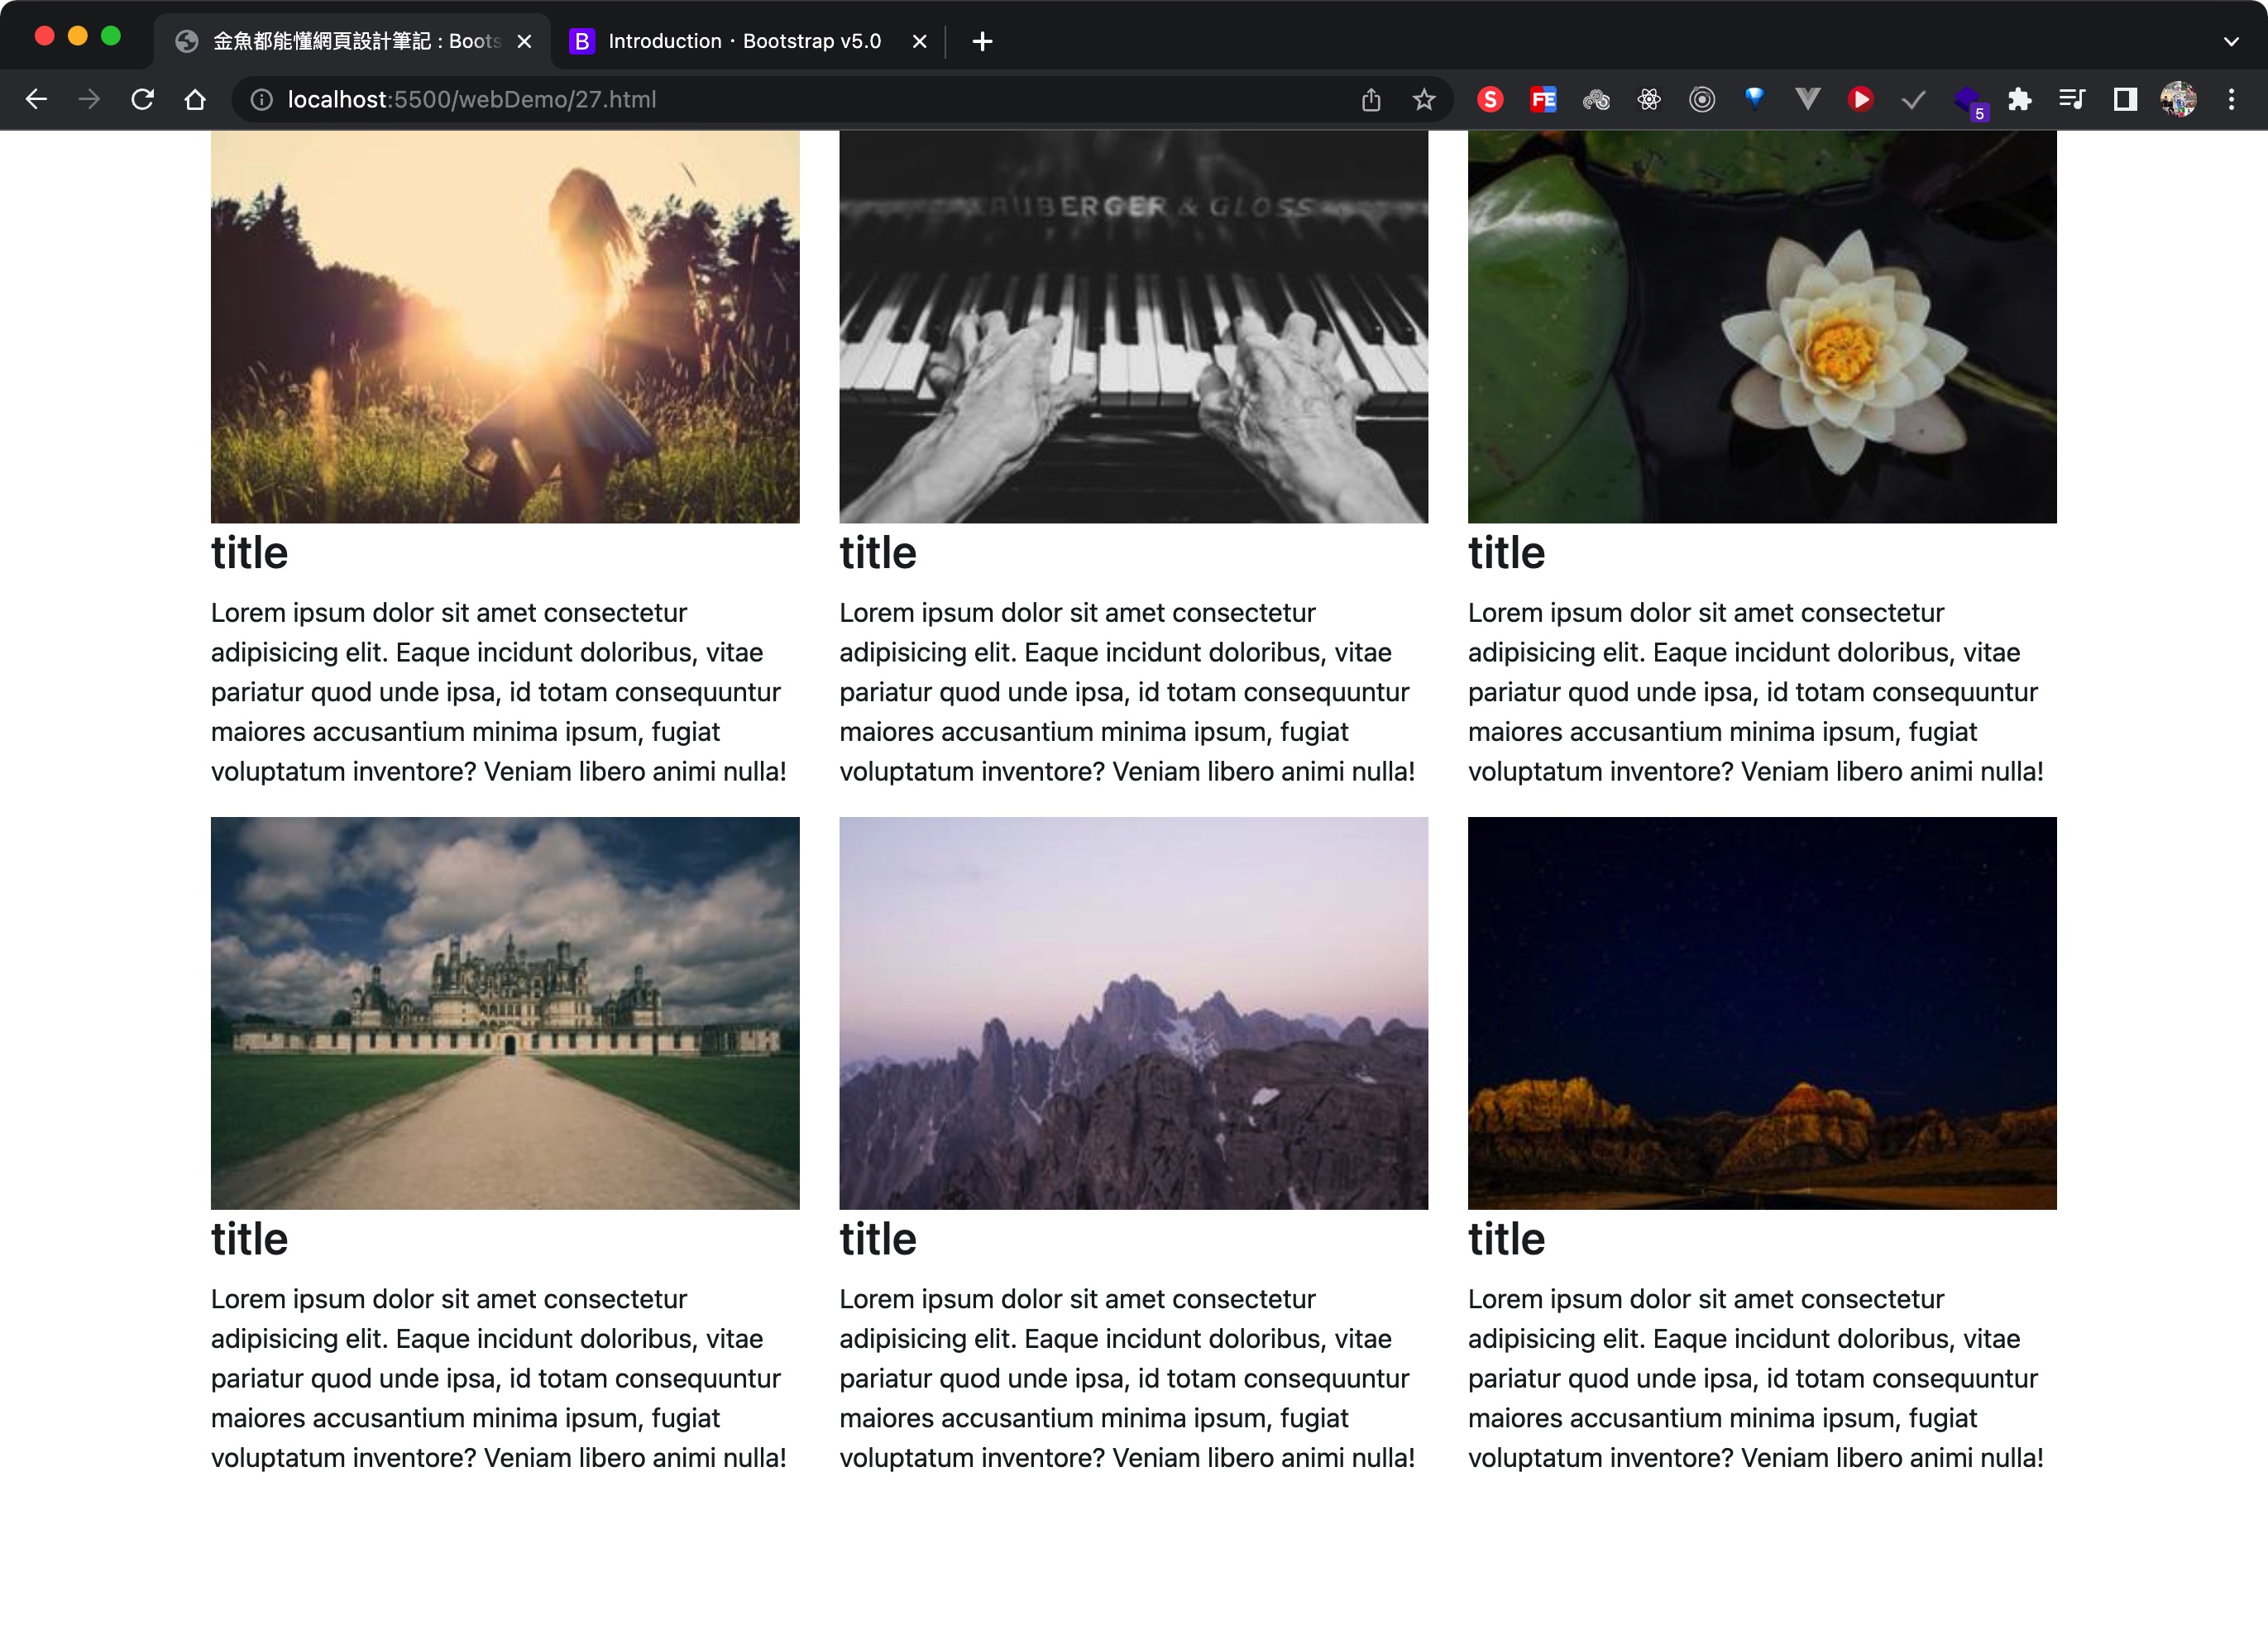 金魚都能懂網頁設計筆記 : Boots
Introduction · Bootstrap v5.0
localhost:5500/webDemo/27.html
S
FE
5
BERGER & GLOSS
title
Lorem ipsum dolor sit amet consectetur
adipisicing elit. Eaque incidunt doloribus, vitae
pariatur quod unde ipsa, id totam consequuntur
maiores accusantium minima ipsum, fugiat
voluptatum inventore? Veniam libero animi nulla!
title
Lorem ipsum dolor sit amet consectetur
adipisicing elit. Eaque incidunt doloribus, vitae
pariatur quod unde ipsa, id totam consequuntur
maiores accusantium minima ipsum, fugiat
voluptatum inventore? Veniam libero animi nulla!
title
Lorem ipsum dolor sit amet consectetur
adipisicing elit. Eaque incidunt doloribus, vitae
pariatur quod unde ipsa, id totam consequuntur
maiores accusantium minima ipsum, fugiat
voluptatum inventore? Veniam libero animi nulla!
title
Lorem ipsum dolor sit amet consectetur
adipisicing elit. Eaque incidunt doloribus, vitae
pariatur quod unde ipsa, id totam consequuntur
maiores accusantium minima ipsum, fugiat
voluptatum inventore? Veniam libero animi nulla!
title
Lorem ipsum dolor sit amet consectetur
adipisicing elit. Eaque incidunt doloribus, vitae
pariatur quod unde ipsa, id totam consequuntur
maiores accusantium minima ipsum, fugiat
voluptatum inventore? Veniam libero animi nulla!
title
Lorem ipsum dolor sit amet consectetur
adipisicing elit. Eaque incidunt doloribus, vitae
pariatur quod unde ipsa, id totam consequuntur
maiores accusantium minima ipsum, fugiat
voluptatum inventore? Veniam libero animi nulla!